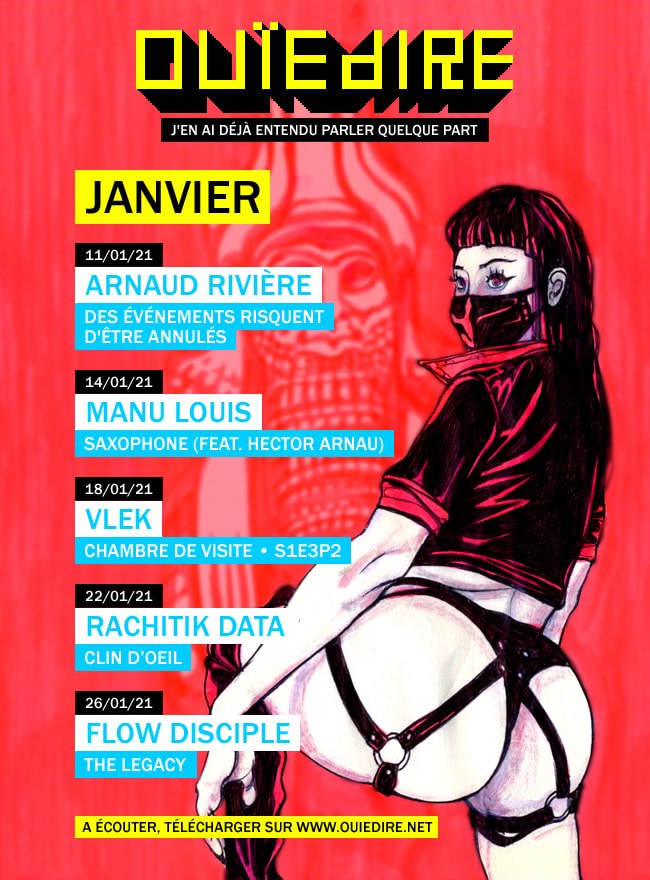 OUÏEdIRE
J'EN AI DÉJÀ ENTENDU PARLER QUELQUE PART
JANVIER
11/01/21
ARNAUD RIVIÈRE
DES ÉVÉNEMENTS RISQUENT
D'ÊTRE ANNULÉS
14/01/21
MANU LOUIS
SAXOPHONE (FEAT. HECTOR ARNAU)
18/01/21
VLEK
CHAMBRE DE VISITE • S1E3P2
22/01/21
RACHITIK DATA
CLIN D'OEIL
26/01/21
FLOW DISCIPLE
THE LEGACY
A ÉCOUTER, TÉLÉCHARGER SUR WWW.OUIEDIRE.NET